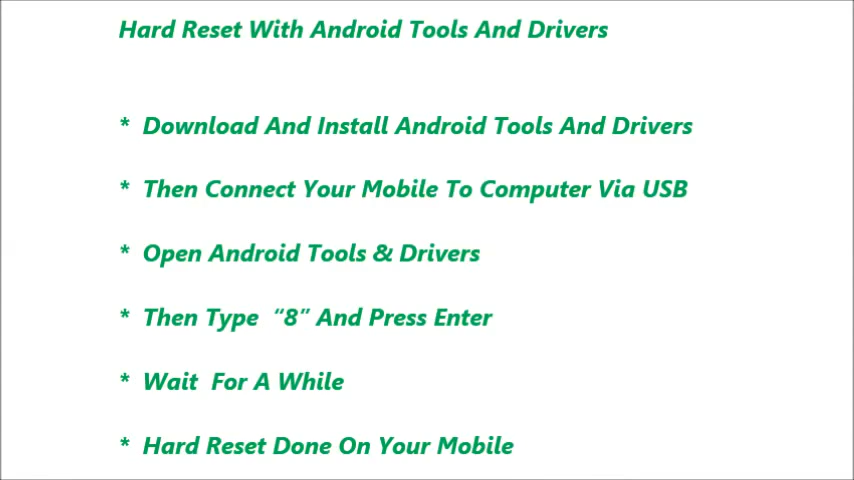 Hard Reset With Android Tools And Drivers
* Download And Install Android Tools And Drivers
* Then Connect Your Mobile To Computer Via USB
* Open Android Tools & Drivers
* Then Type “8” And Press Enter
* Wait For A While
* Hard Reset Done On Your Mobile